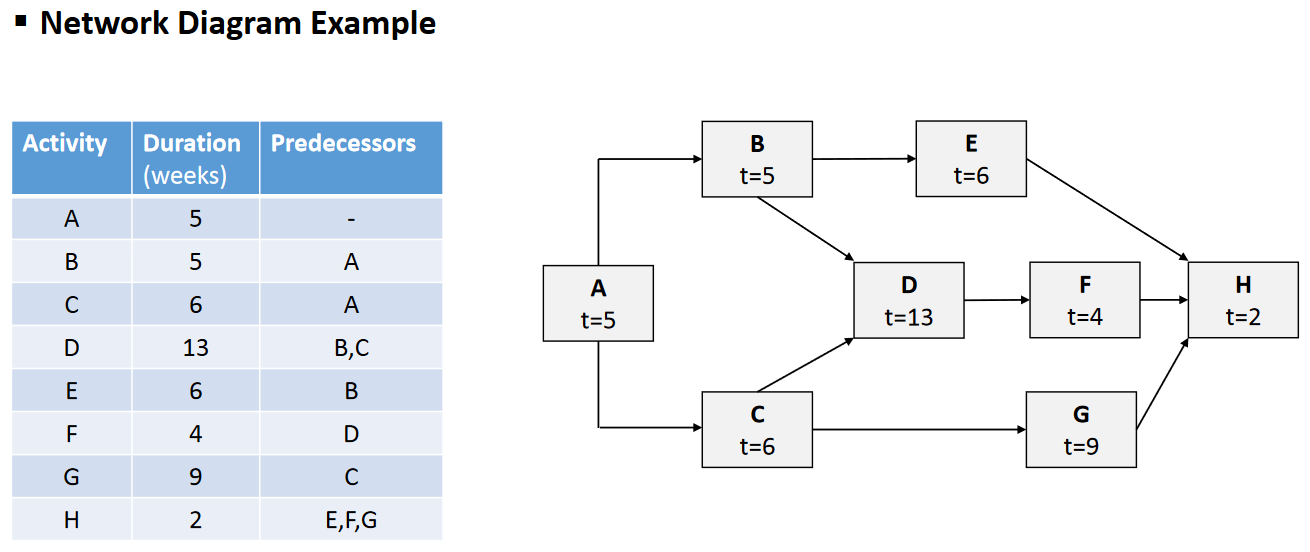 ▪ Network Diagram Example
Activity Duration Predecessors
(weeks)
A 5 -
B 5 A
C 6 A
D 13 B,C
E 6 B
F 4 D
G 9 C
H 2 E,F,G
B
t=5
E
t=6
A
t=5
D
t=13
F
t=4
H
t=2
C
t=6
G
t=9